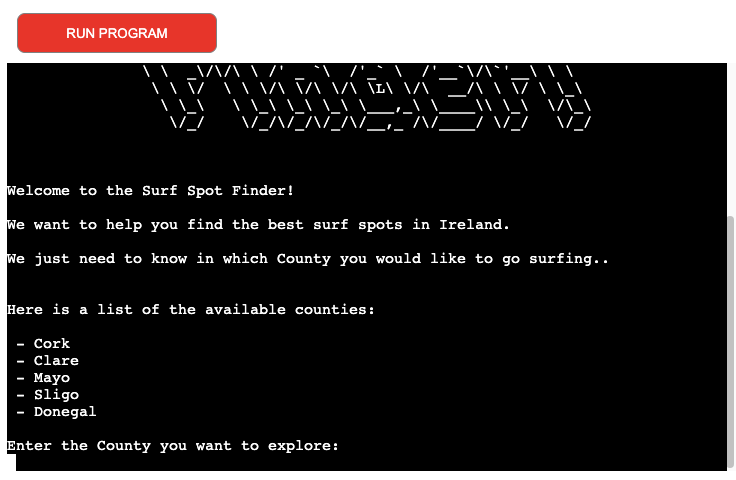 RUN PROGRAM
Welcome to the Surf Spot Finder!
We want to help you find the best surf spots in Ireland.
We just need to know in which County you would like to go surfing..
Here is a list of the available counties:
- Cork
- Clare
- Mayo
- Sligo
- Donegal
Enter the County you want to explore: